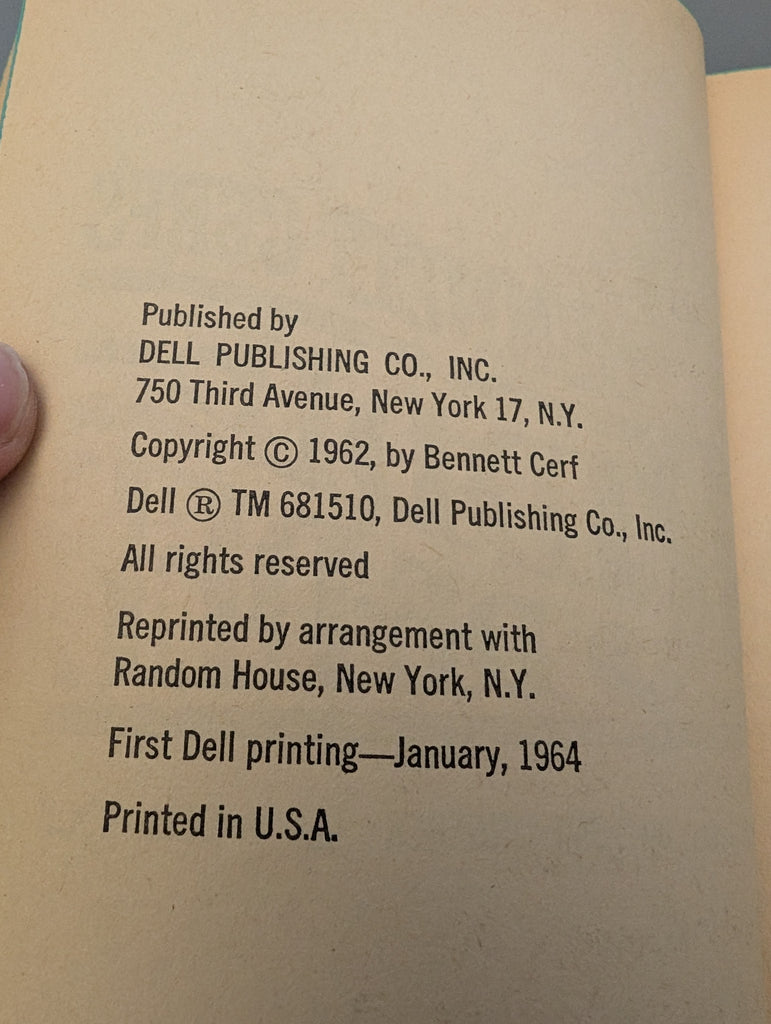 Published by
DELL PUBLISHING CO., INC.
750 Third Avenue, New York 17, N.Y.
Copyright © 1962, by Bennett Cerf
Dell ® TM 681510, Dell Publishing Co., Inc.
All rights reserved
Reprinted by arrangement with
Random House, New York, N.Y.
First Dell printing—January, 1964
Printed in U.S.A.